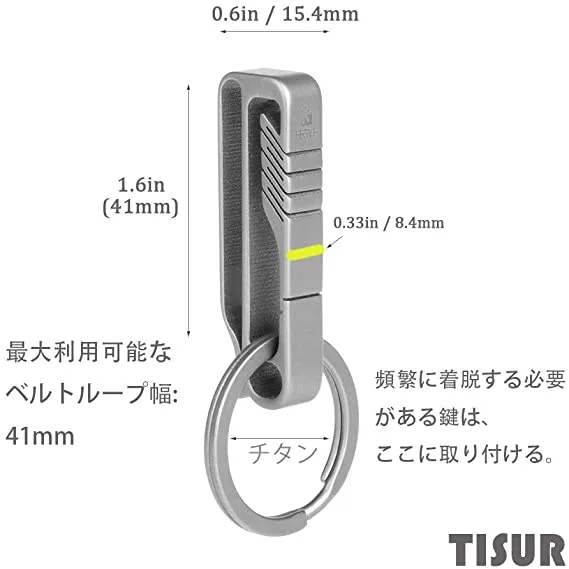 0.6in / 15.4mm
1.6in
(41mm)
0.33in / 8.4mm
最大利用可能な
ベルトループ幅:
41mm
頻繁に着脱する必要
がある鍵は、
ここに取り付ける。
チタン
TISUR